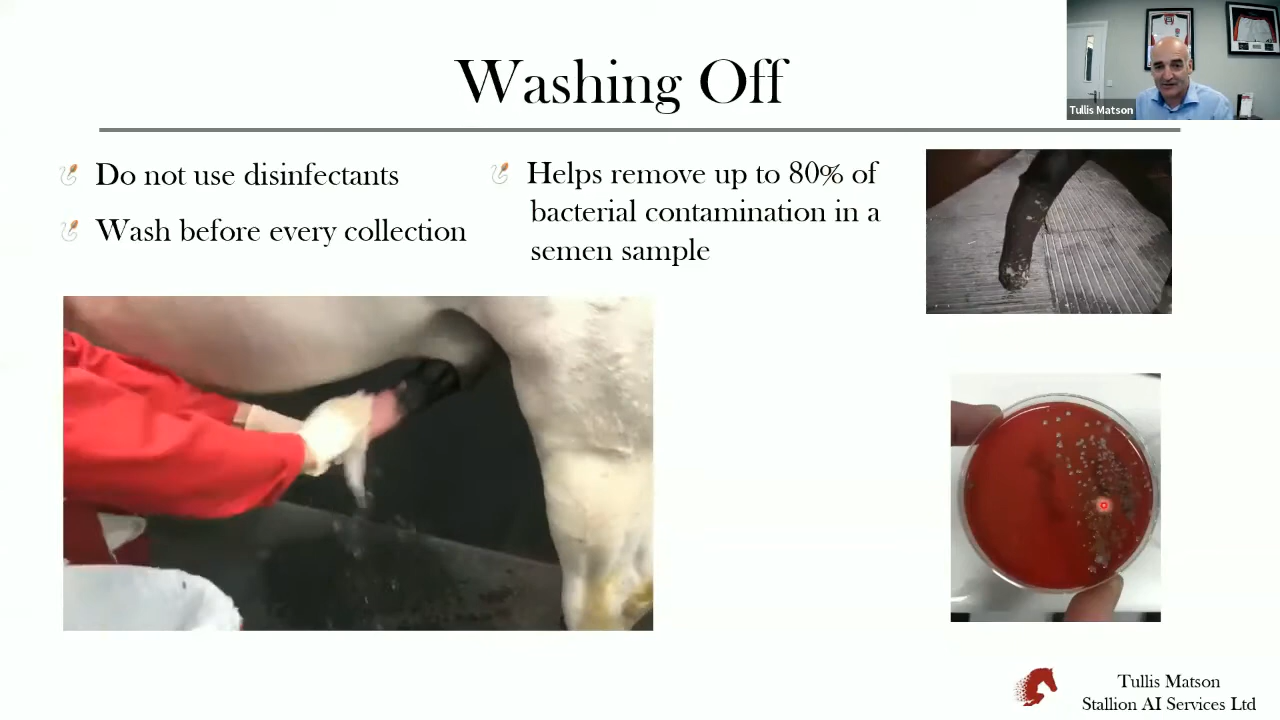 Washing Off
Tullis Matson
Do not use disinfectants
Wash before every collection
Helps remove up to 80% of
bacterial contamination in a
semen sample
Tullis Matson
Stallion AI Services Ltd